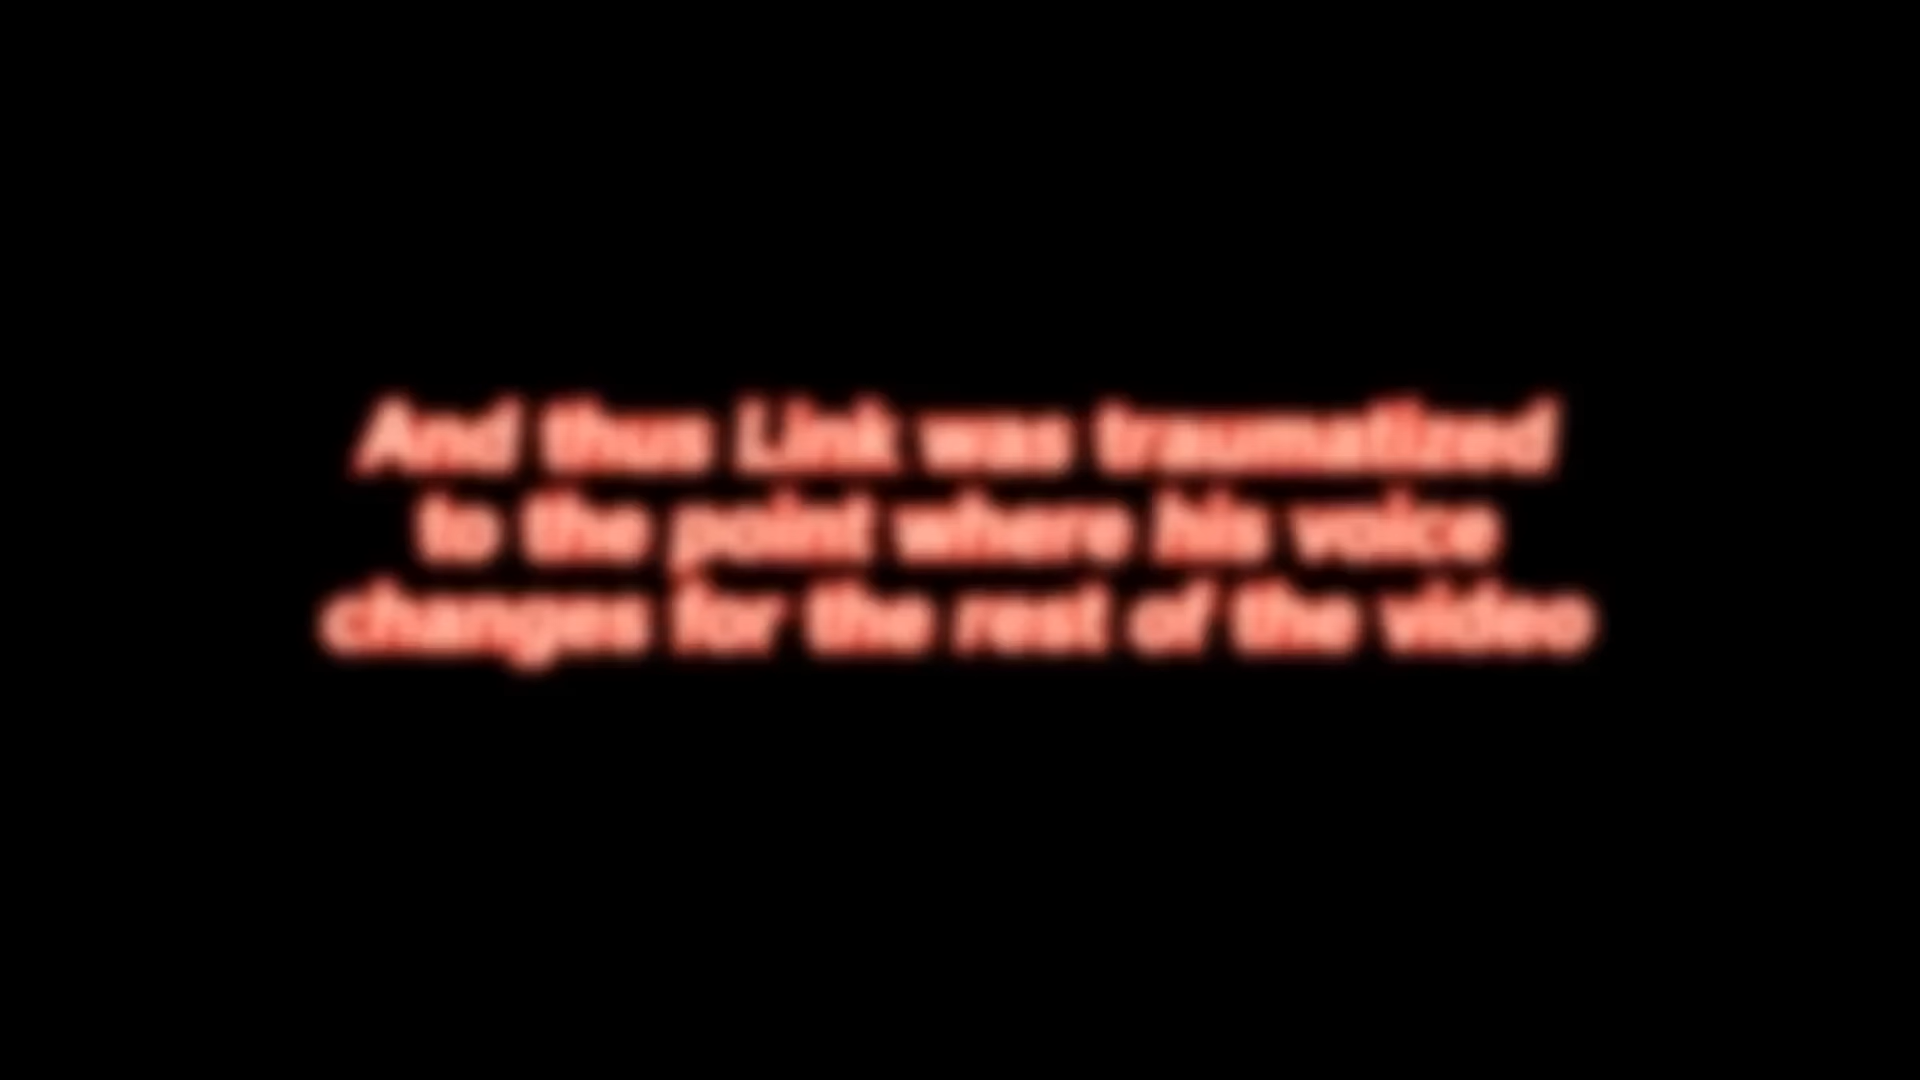 And thus Link was traumatized
to the point where his voice
changes for the rest of the video